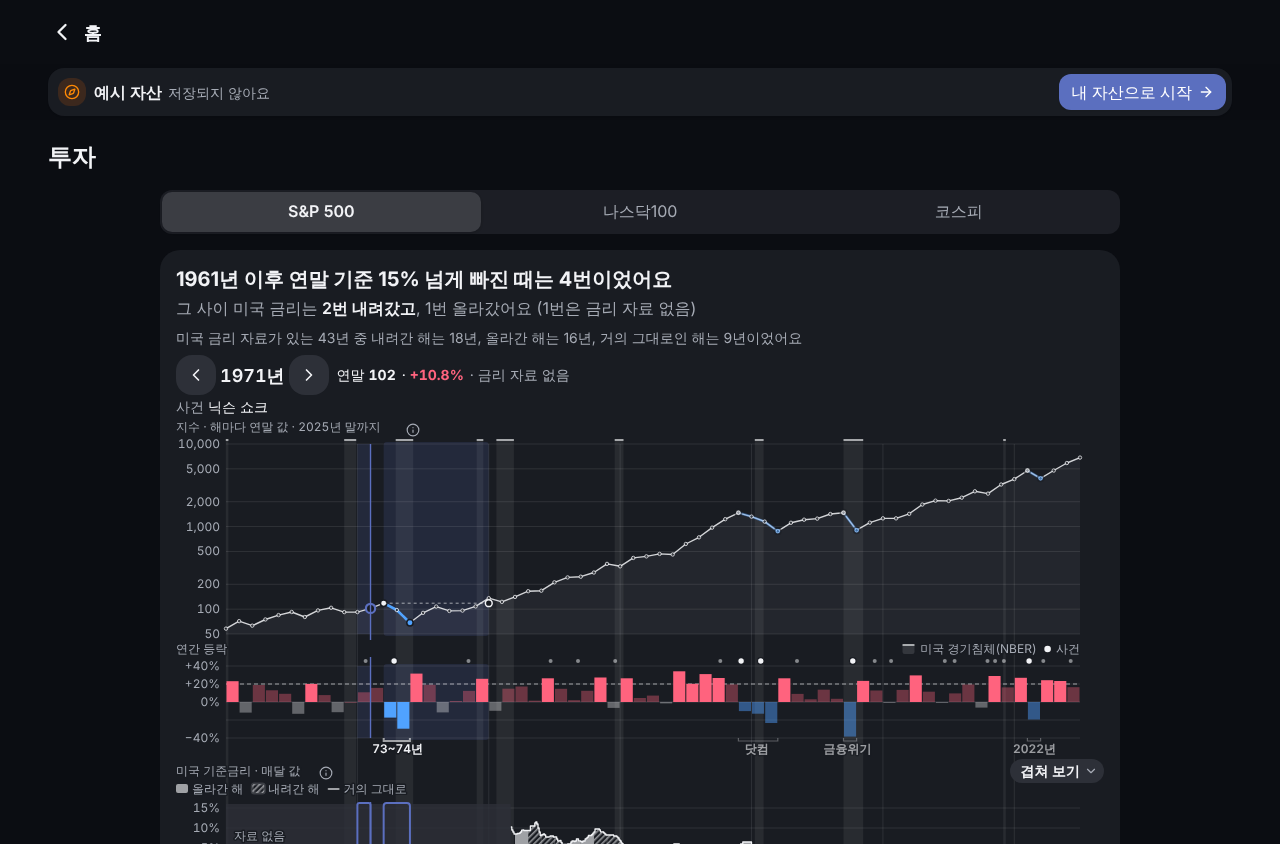 홈
예시 자산 저장되지 않아요
내 자산으로 시작 →
투자
S&P 500
나스닥100
코스피
1961년 이후 연말 기준 15% 넘게 빠진 때는 4번이었어요
그 사이 미국 금리는 2번 내려갔고, 1번 올라갔어요 (1번은 금리 자료 없음)
미국 금리 자료가 있는 43년 중 내려간 해는 18년, 올라간 해는 16년, 거의 그대로인 해는 9년이었어요
1971년
연말 102 · +10.8% · 금리 자료 없음
사건 닉슨 쇼크
지수 · 해마다 연말 값 · 2025년 말까지
10,000
5,000
2,000
1,000
500
200
100
50
연간 등락
미국 경기침체(NBER)
사건
+40%
+20%
0%
−40%
73~74년
닷컴
금융위기
2022년
미국 기준금리 · 매달 값
겹쳐 보기
올라간 해
내려간 해
거의 그대로
15%
10%
자료 없음